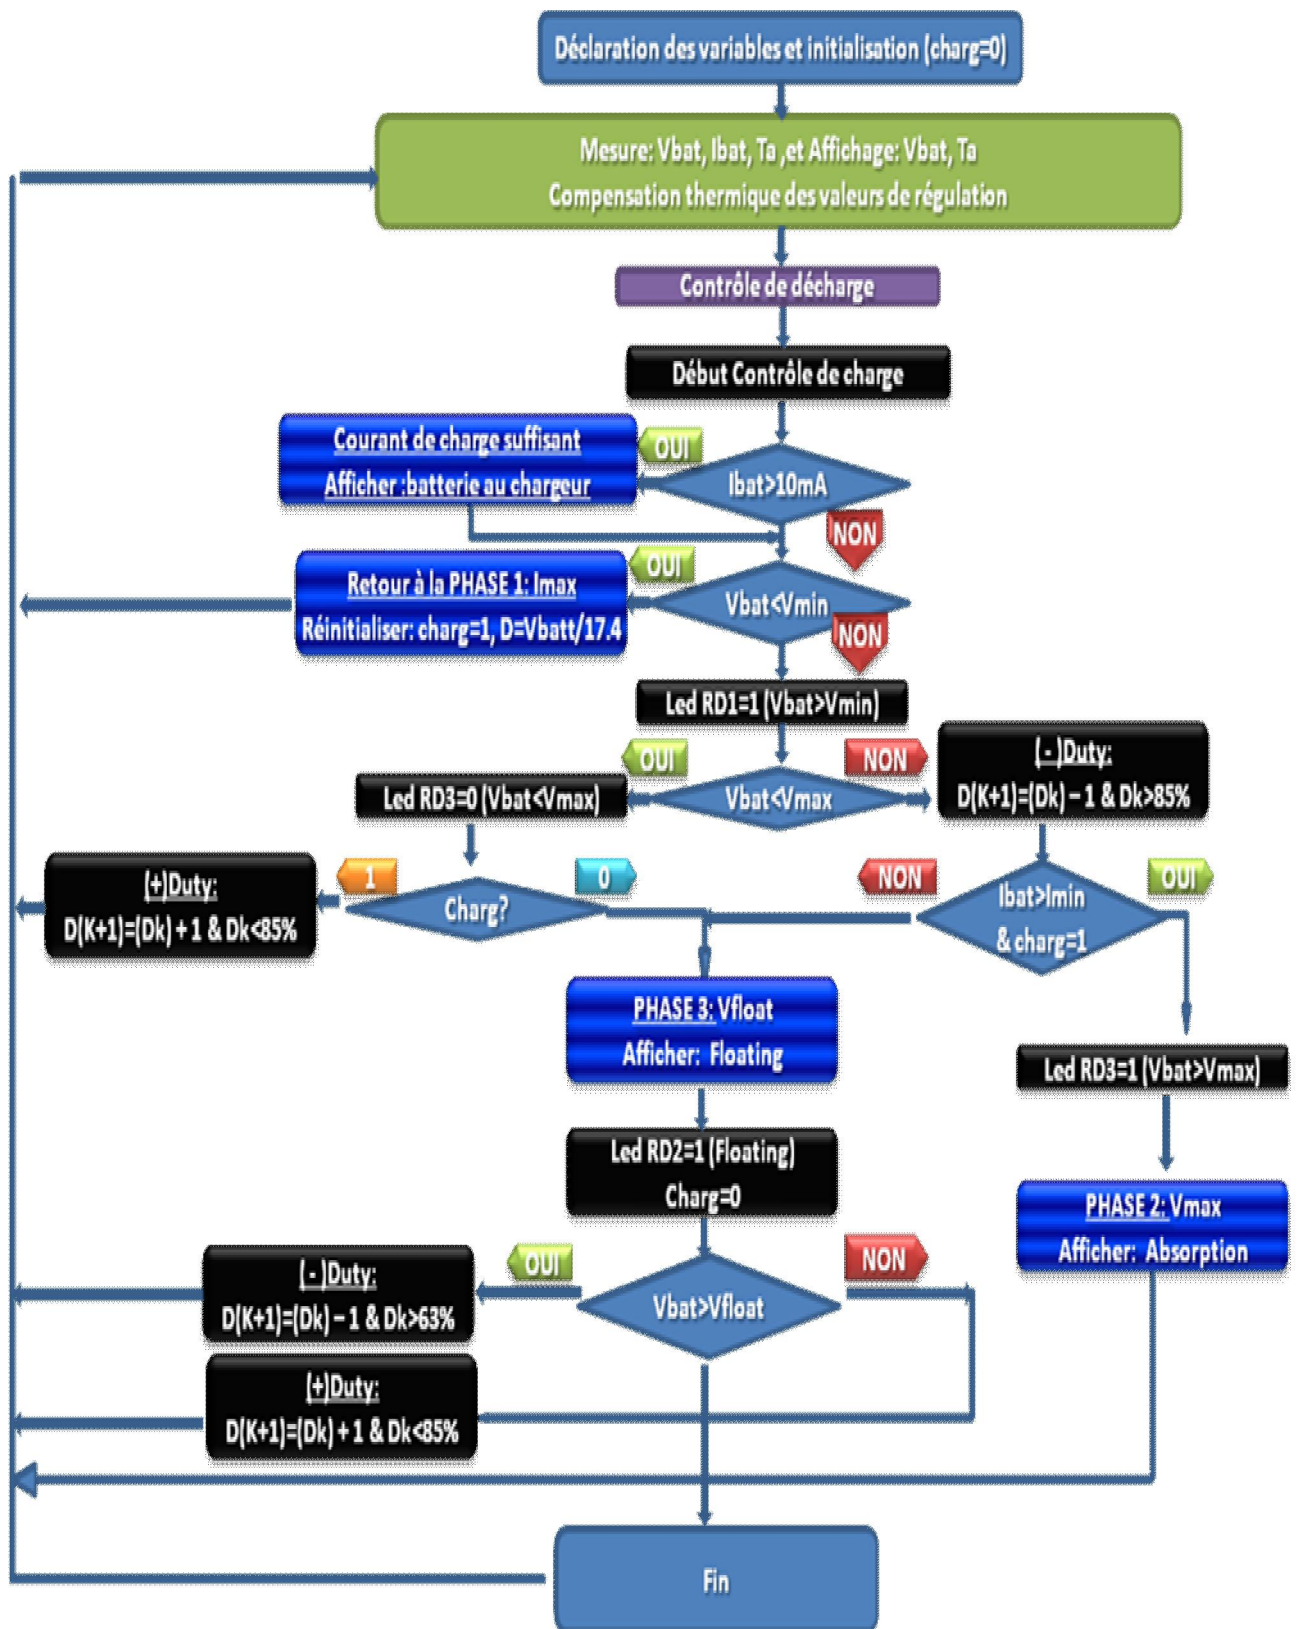 Déclaration des variables et initialisation (charg=0)
Mesure: Vbat, Ibat, Ta ,et Affichage: Vbat, Ta
Compensation thermique des valeurs de régulation
Contrôle de décharge
Début Contrôle de charge
Courant de charge suffisant
Afficher :batterie au chargeur
OUI
Ibat>10mA
NON
Retour à la PHASE 1: Imax
Réinitialiser: charg=1, D=Vbatt/17.4
OUI
Vbat<Vmin
NON
Led RD1=1 (Vbat>Vmin)
OUI
NON
(-)Duty:
D(K+1)=(Dk) – 1 & Dk>85%
Led RD3=0 (Vbat<Vmax)
Vbat<Vmax
(+)Duty:
D(K+1)=(Dk) + 1 & Dk<85%
1
Charg?
0
NON
Ibat>Imin
& charg=1
OUI
PHASE 3: Vfloat
Afficher: Floating
Led RD3=1 (Vbat>Vmax)
Led RD2=1 (Floating)
Charg=0
PHASE 2: Vmax
Afficher: Absorption
(-)Duty:
D(K+1)=(Dk) – 1 & Dk>63%
OUI
Vbat>Vfloat
NON
(+)Duty:
D(K+1)=(Dk) + 1 & Dk<85%
Fin